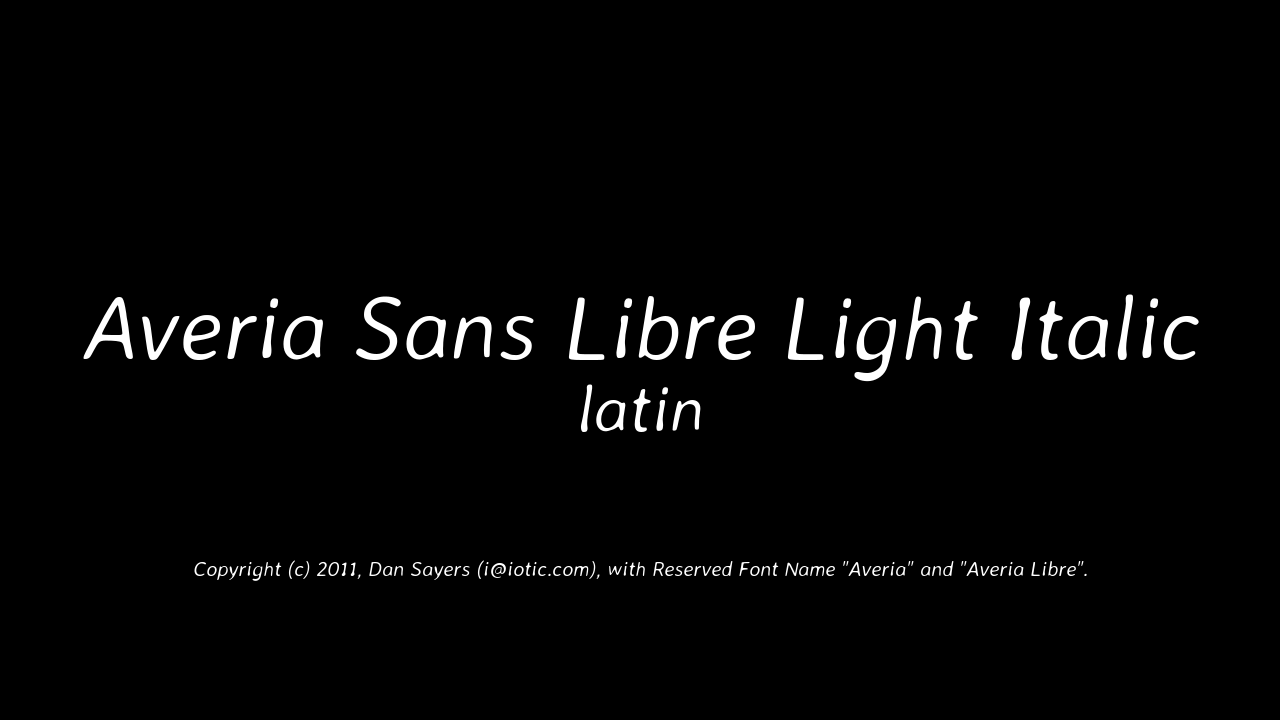 Averia Sans Libre Light Italic
latin
Copyright (c) 2011, Dan Sayers (i@iotic.com), with Reserved Font Name "Averia" and "Averia Libre".